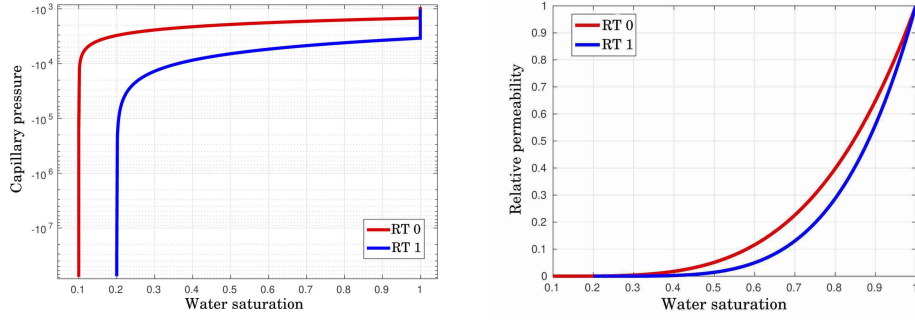 Capillary pressure
-10³
-10⁴
-10⁵
-10⁶
-10⁷
RT 0
RT 1
0.1 0.2 0.3 0.4 0.5 0.6 0.7 0.8 0.9 1
Water saturation
Relative permeability
1
0.9
0.8
0.7
0.6
0.5
0.4
0.3
0.2
0.1
0
RT 0
RT 1
0.1 0.2 0.3 0.4 0.5 0.6 0.7 0.8 0.9 1
Water saturation